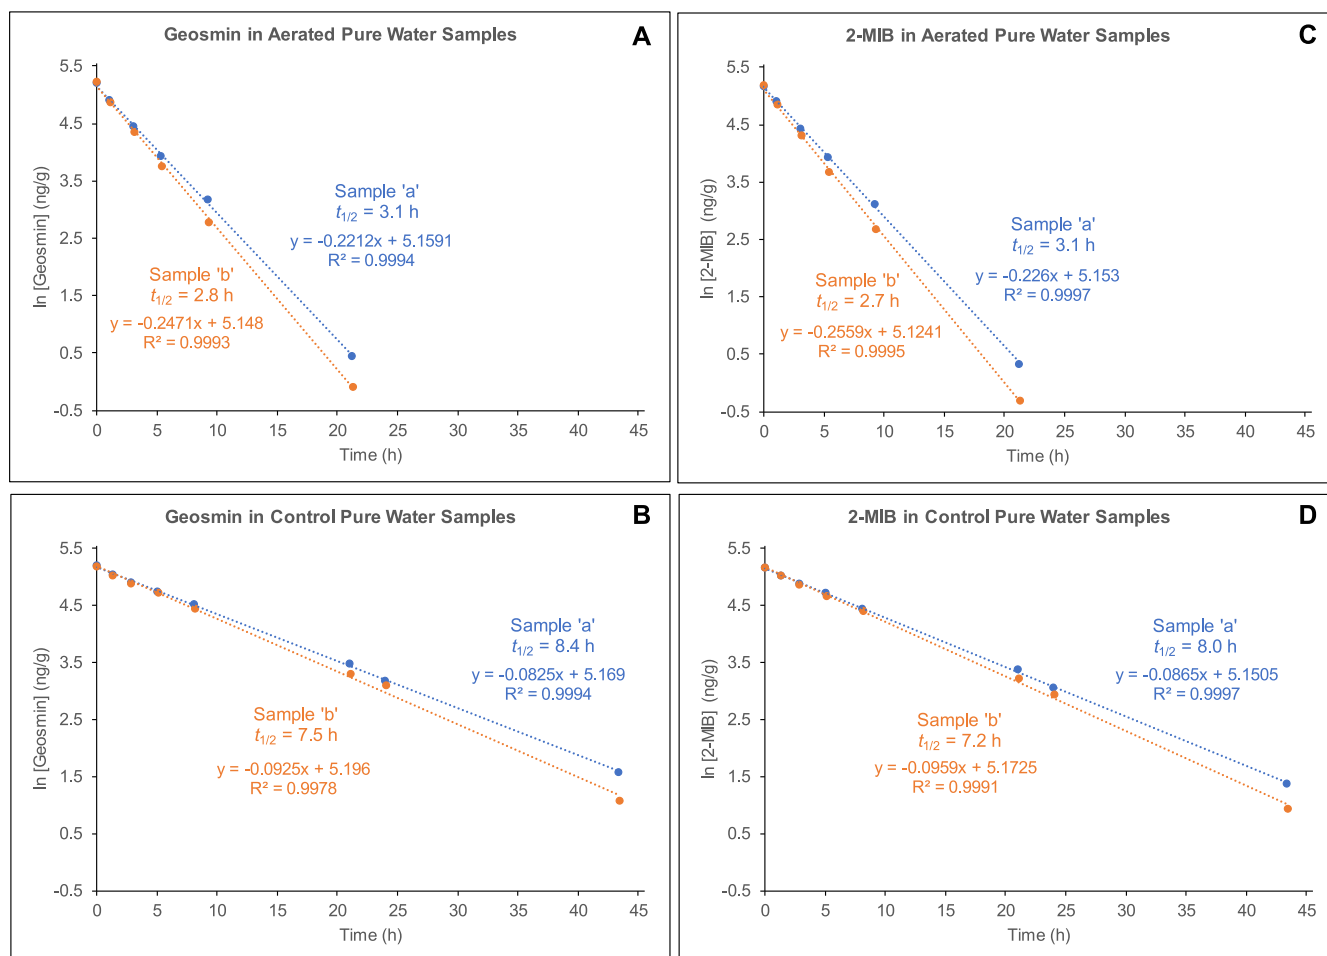 Geosmin in Aerated Pure Water Samples
A
ln [Geosmin] (ng/g)
5.5
4.5
3.5
2.5
1.5
0.5
-0.5
Sample 'a'
t1/2 = 3.1 h
y = -0.2212x + 5.1591
R² = 0.9994
Sample 'b'
t1/2 = 2.8 h
y = -0.2471x + 5.148
R² = 0.9993
0 5 10 15 20 25 30 35 40 45
Time (h)
2-MIB in Aerated Pure Water Samples
C
ln [2-MIB] (ng/g)
5.5
4.5
3.5
2.5
1.5
0.5
-0.5
Sample 'a'
t1/2 = 3.1 h
y = -0.226x + 5.153
R² = 0.9997
Sample 'b'
t1/2 = 2.7 h
y = -0.2559x + 5.1241
R² = 0.9995
0 5 10 15 20 25 30 35 40 45
Time (h)
Geosmin in Control Pure Water Samples
B
ln [Geosmin] (ng/g)
5.5
4.5
3.5
2.5
1.5
0.5
-0.5
Sample 'a'
t1/2 = 8.4 h
y = -0.0825x + 5.169
R² = 0.9994
Sample 'b'
t1/2 = 7.5 h
y = -0.0925x + 5.196
R² = 0.9978
0 5 10 15 20 25 30 35 40 45
Time (h)
2-MIB in Control Pure Water Samples
D
ln [2-MIB] (ng/g)
5.5
4.5
3.5
2.5
1.5
0.5
-0.5
Sample 'a'
t1/2 = 8.0 h
y = -0.0865x + 5.1505
R² = 0.9997
Sample 'b'
t1/2 = 7.2 h
y = -0.0959x + 5.1725
R² = 0.9991
0 5 10 15 20 25 30 35 40 45
Time (h)